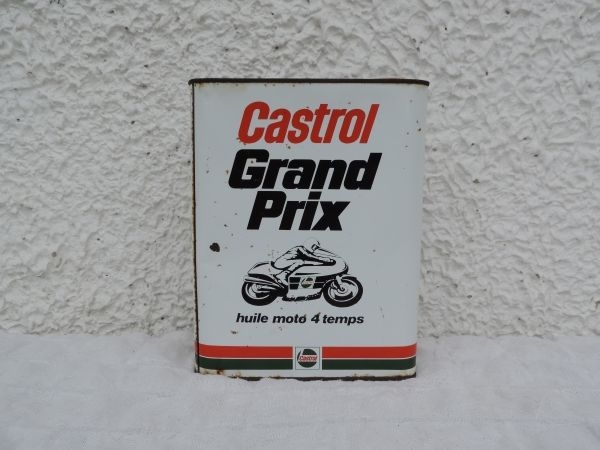 Castrol
Grand
Prix
huile moto 4 temps
Castrol